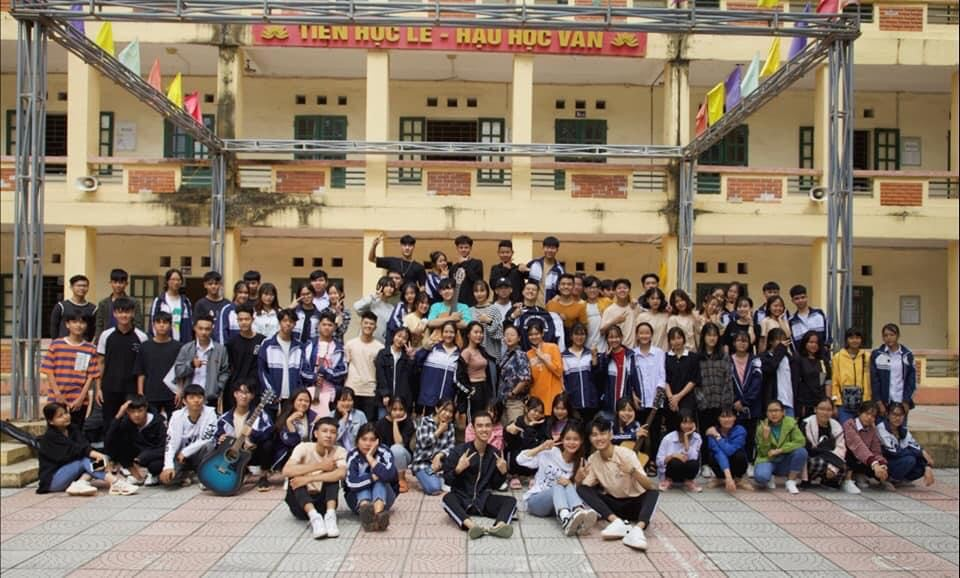 TIÊN HỌC LỄ - HẬU HỌC VĂN